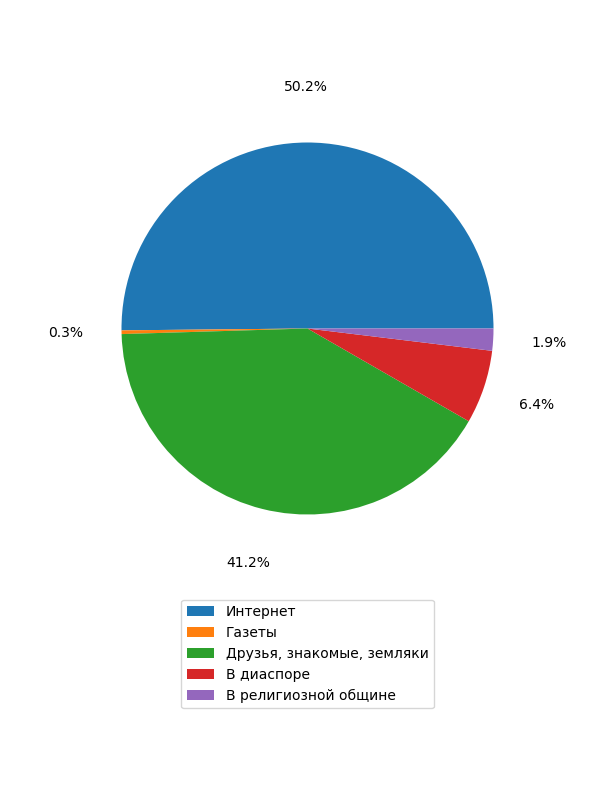 50.2%
0.3%
1.9%
6.4%
41.2%
Интернет
Газеты
Друзья, знакомые, земляки
В диаспоре
В религиозной общине